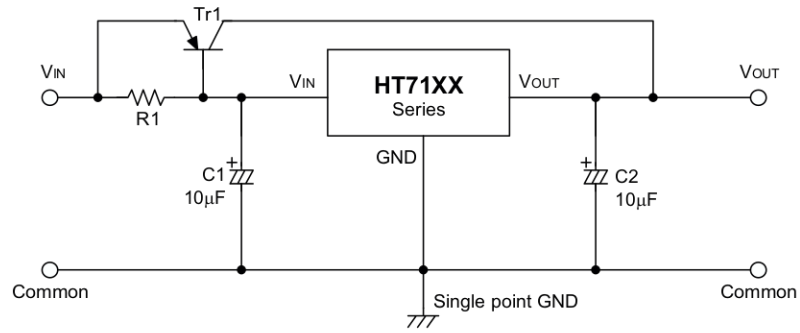 Tr1
VIN
R1
VIN
HT71XX
Series
VOUT
VOUT
GND
C1
10μF
C2
10μF
Common
Single point GND
Common